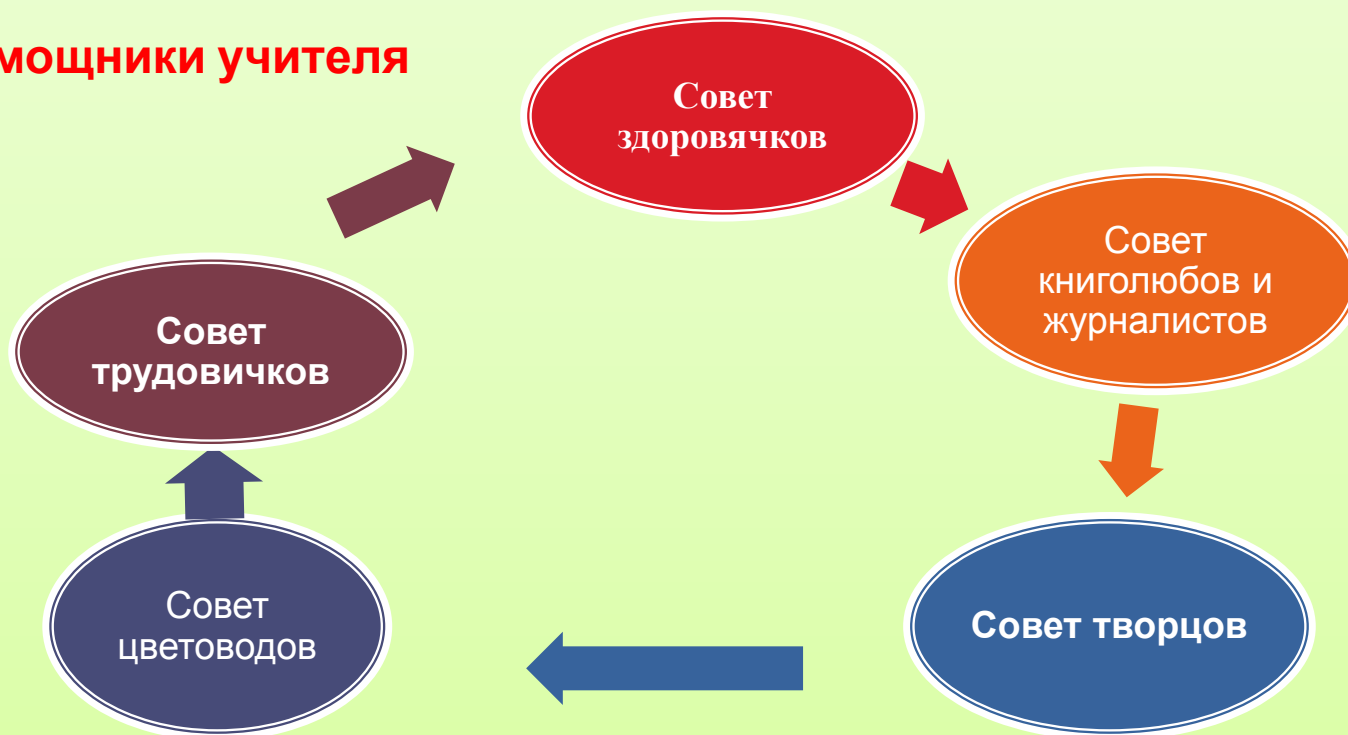 мощники учителя
Совет
здоровячков
Совет
книголюбов и
журналистов
Совет творцов
Совет
цветоводов
Совет
трудовичков